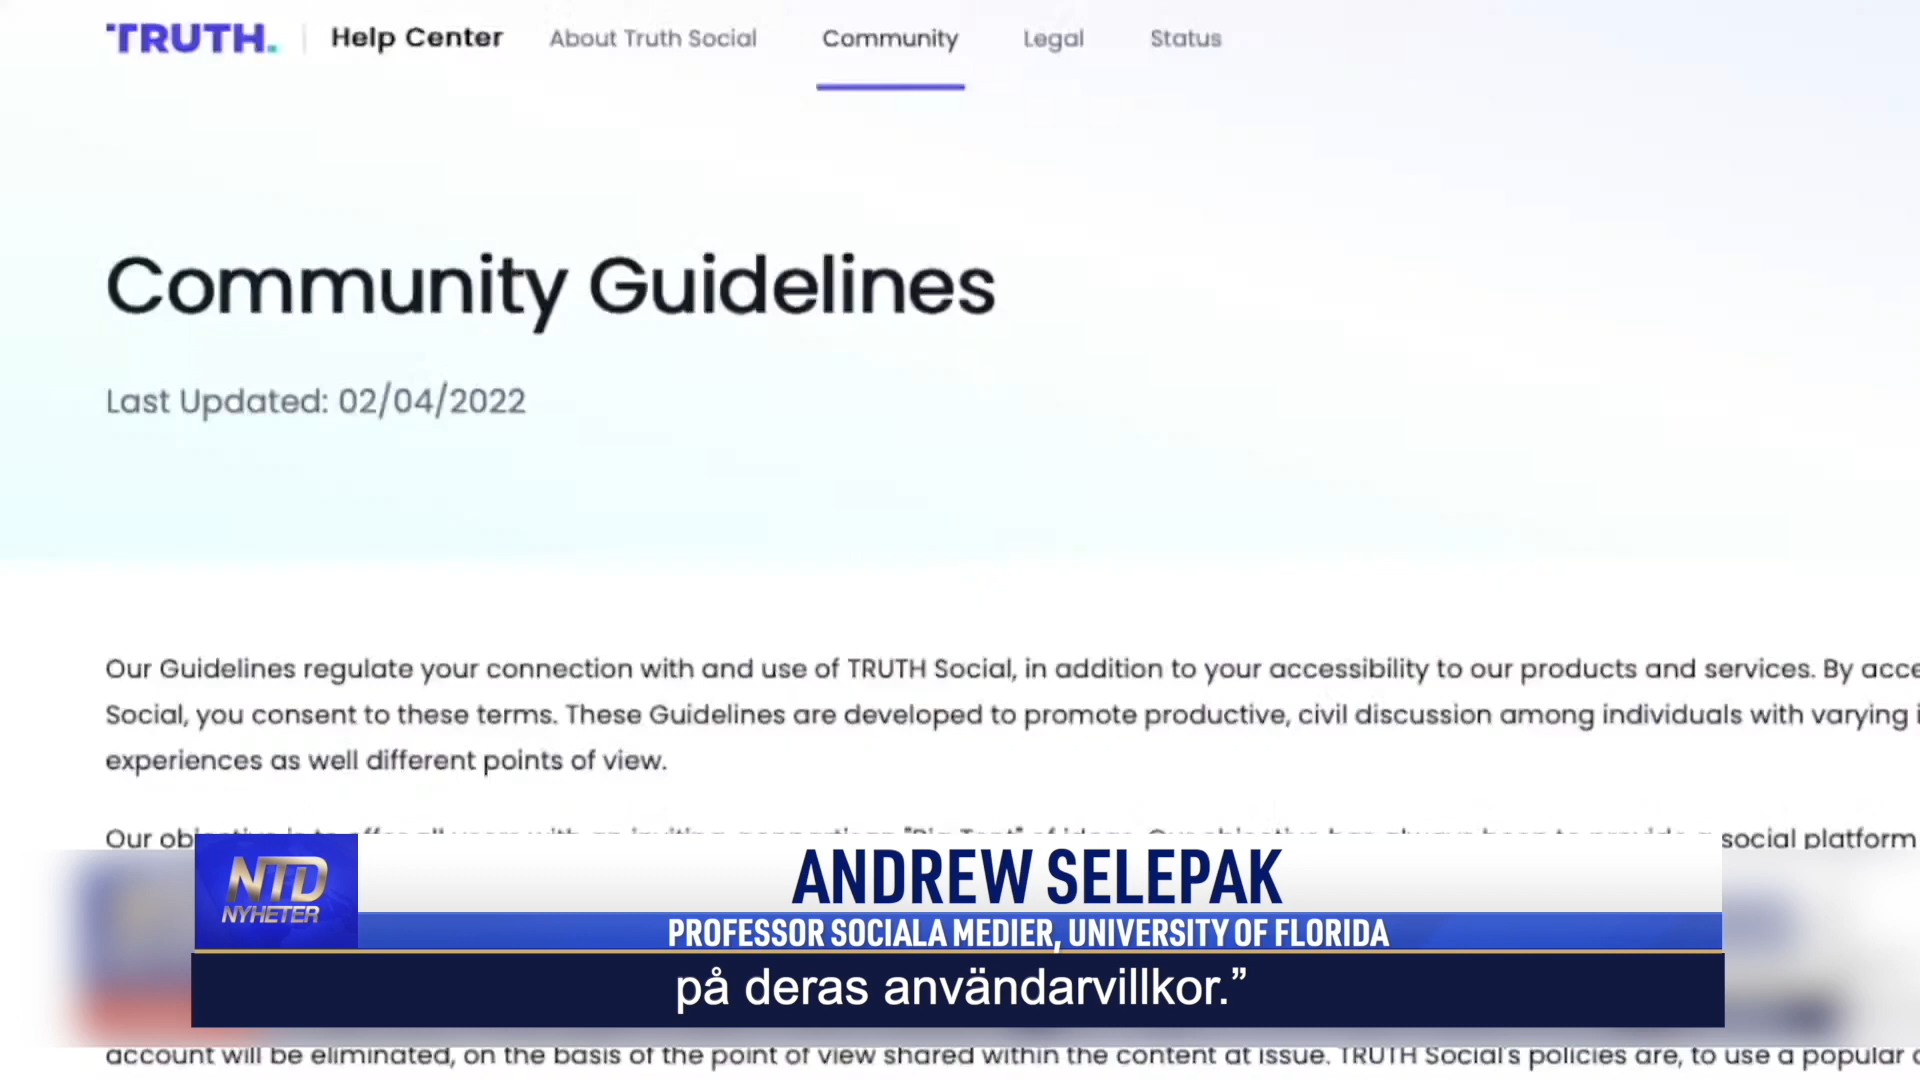 TRUTH. Help Center About Truth Social Community Legal Status
Community Guidelines
Last Updated: 02/04/2022
Our Guidelines regulate your connection with and use of TRUTH Social, in addition to your accessibility to our products and services. By acce
Social, you consent to these terms. These Guidelines are developed to promote productive, civil discussion among individuals with varying i
experiences as well different points of view.
Our social platform
NTD
NYHETER
ANDREW SELEPAK
PROFESSOR SOCIALA MEDIER, UNIVERSITY OF FLORIDA
på deras användarvillkor.”
account will be eliminated, on the basis of the point of view shared within the content at issue. TRUTH Social's policies are, to use a popular